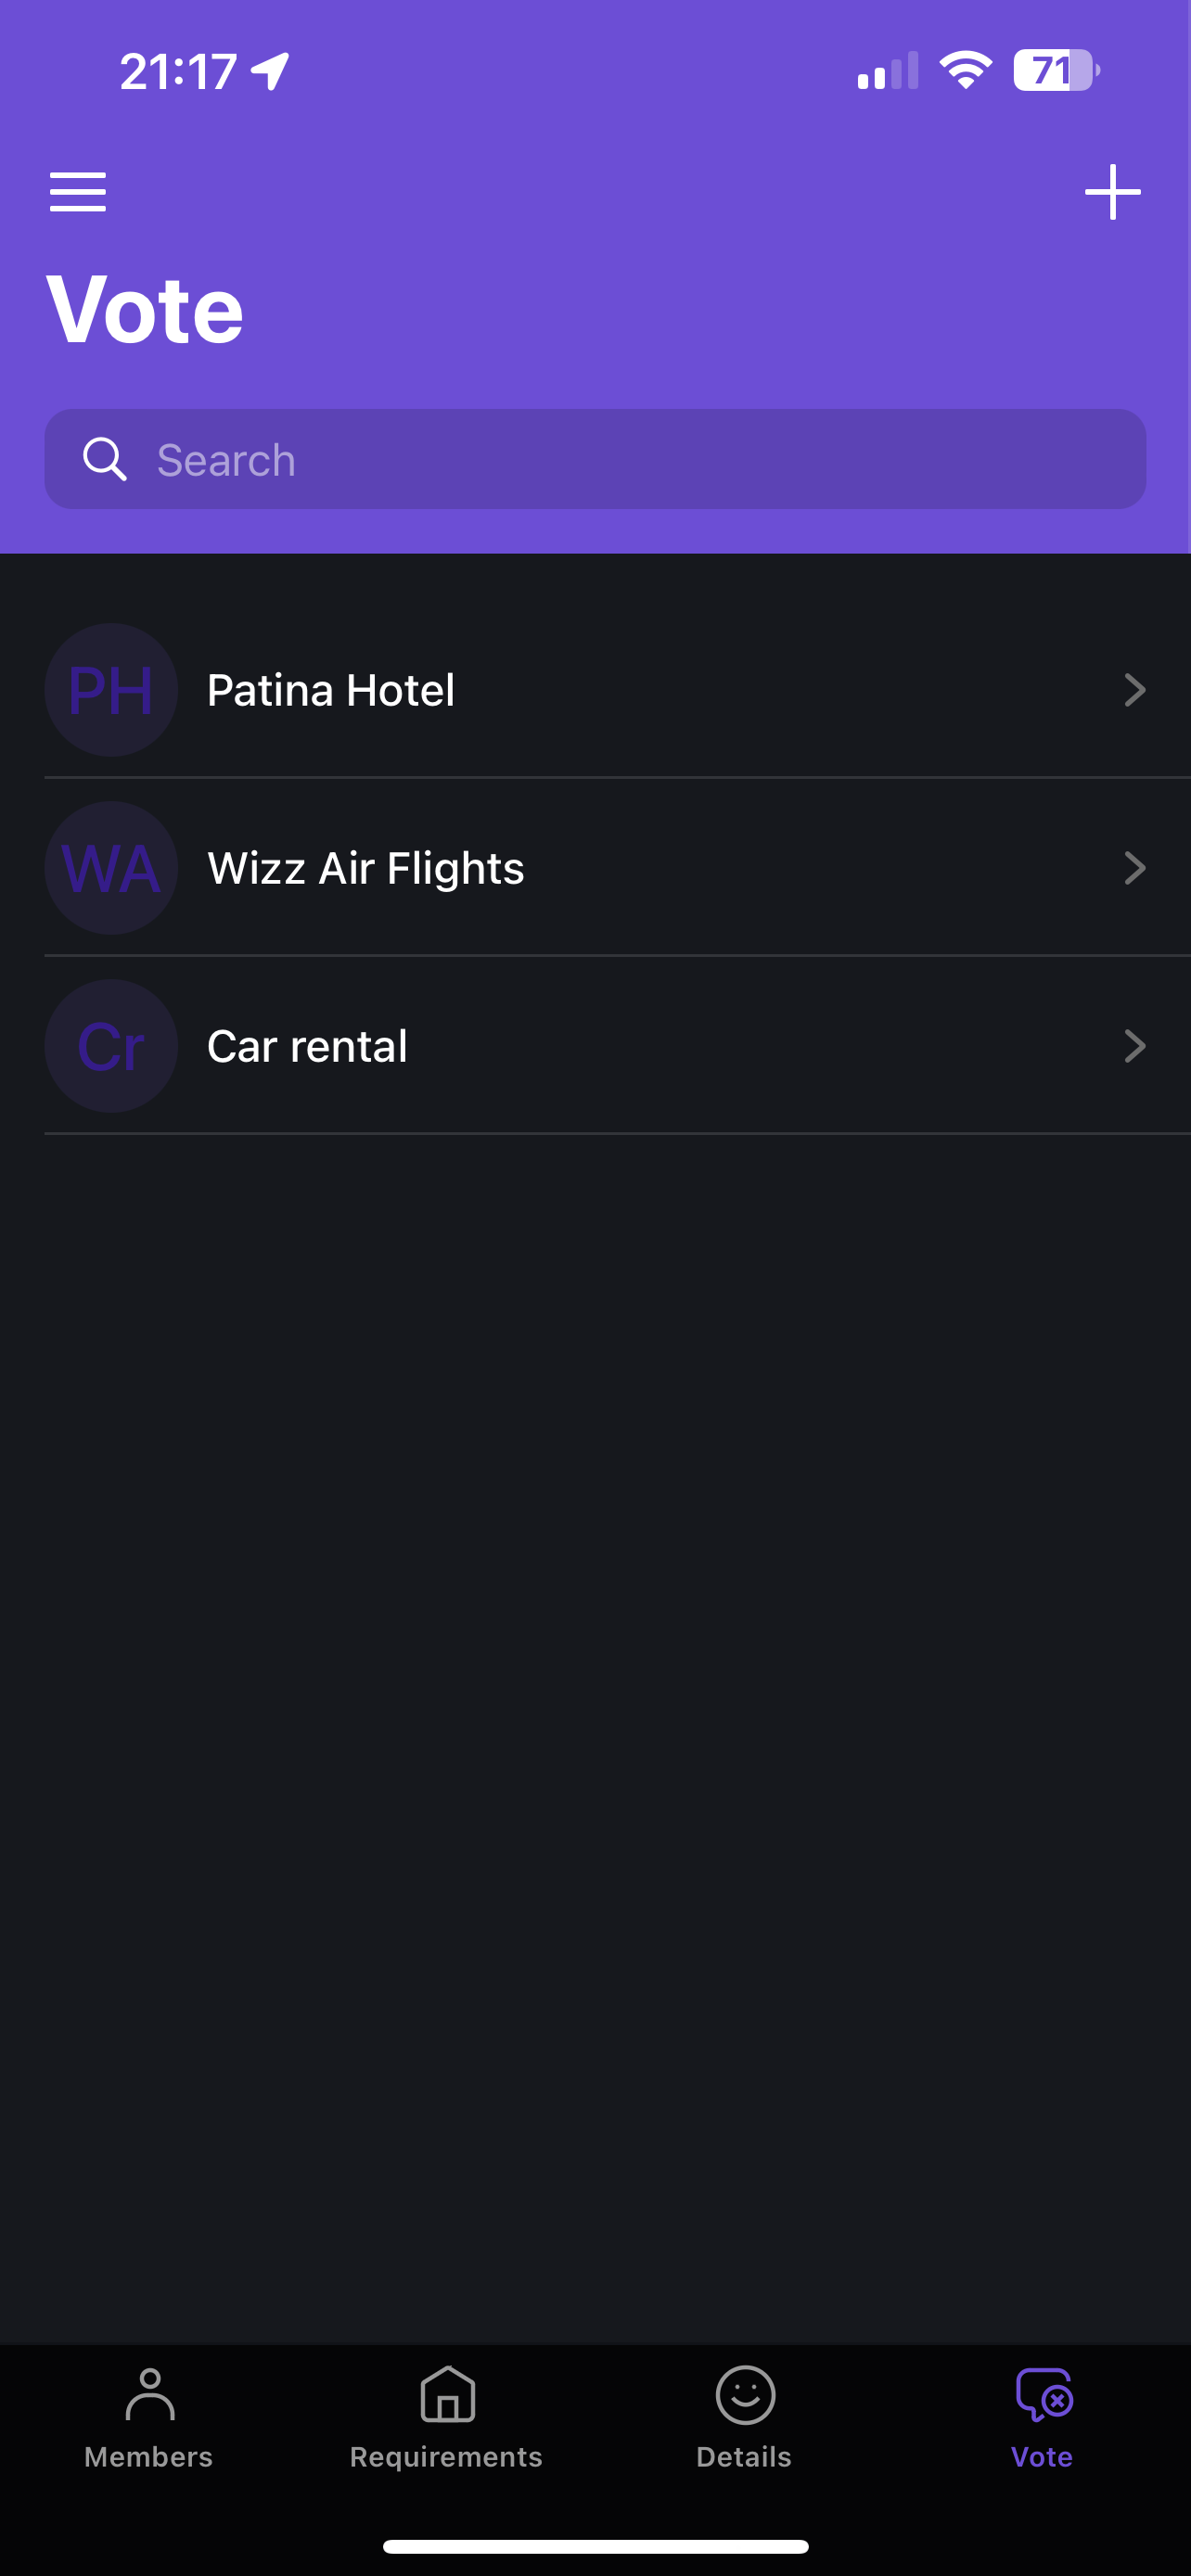 21:17
71
Vote
Search
PH
Patina Hotel
WA
Wizz Air Flights
Cr
Car rental
Members
Requirements
Details
Vote